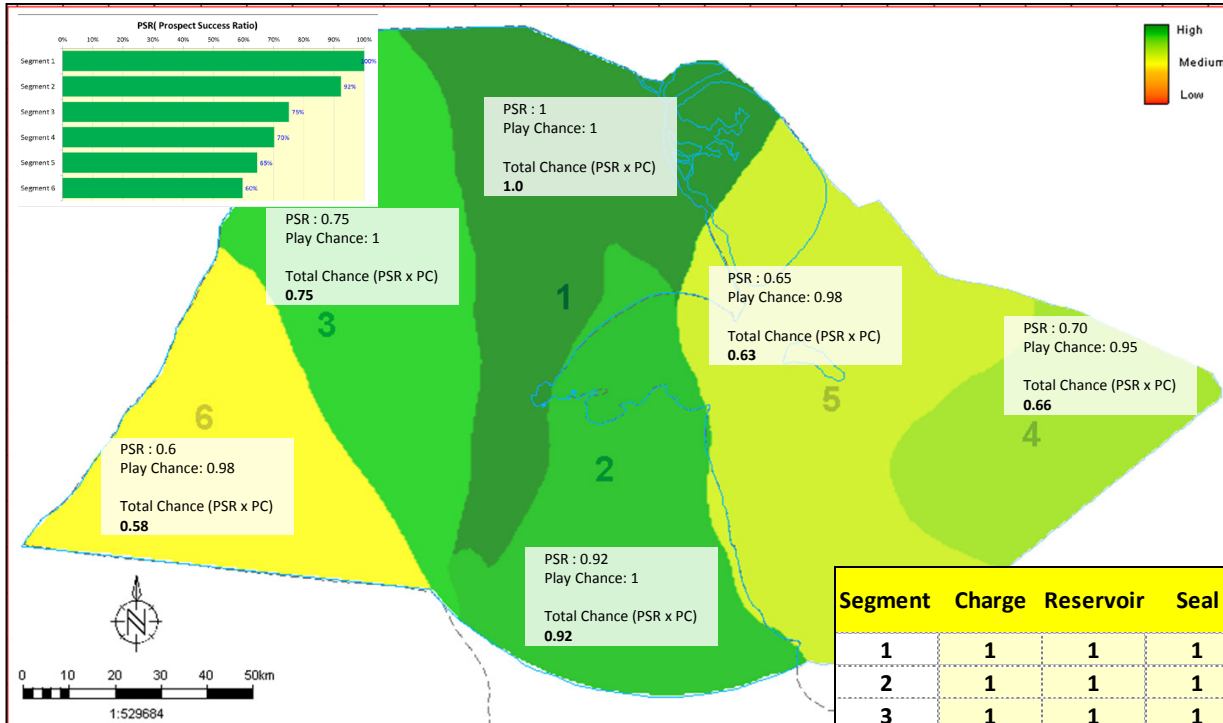 PSR( Prospect Success Ratio)
0% 10% 20% 30% 40% 50% 60% 70% 80% 90% 100%
Segment 1 100%
Segment 2 92%
Segment 3 75%
Segment 4 70%
Segment 5 65%
Segment 6 60%
High
Medium
Low
PSR : 1
Play Chance: 1
Total Chance (PSR x PC)
1.0
PSR : 0.75
Play Chance: 1
Total Chance (PSR x PC)
0.75
PSR : 0.65
Play Chance: 0.98
Total Chance (PSR x PC)
0.63
PSR : 0.70
Play Chance: 0.95
Total Chance (PSR x PC)
0.66
1
3
5
4
6
2
PSR : 0.6
Play Chance: 0.98
Total Chance (PSR x PC)
0.58
PSR : 0.92
Play Chance: 1
Total Chance (PSR x PC)
0.92
N
0 10 20 30 40 50km
1:529684
Segment Charge Reservoir Seal
1 1 1 1
2 1 1 1
3 1 1 1